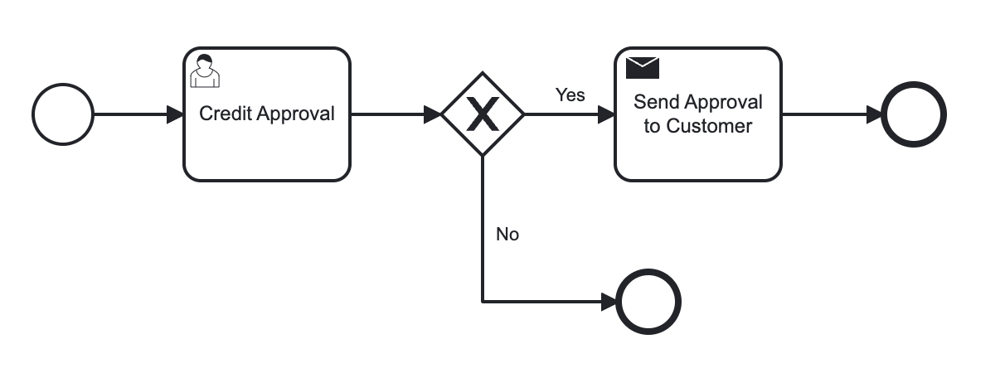 Credit Approval
Yes
Send Approval
to Customer
No